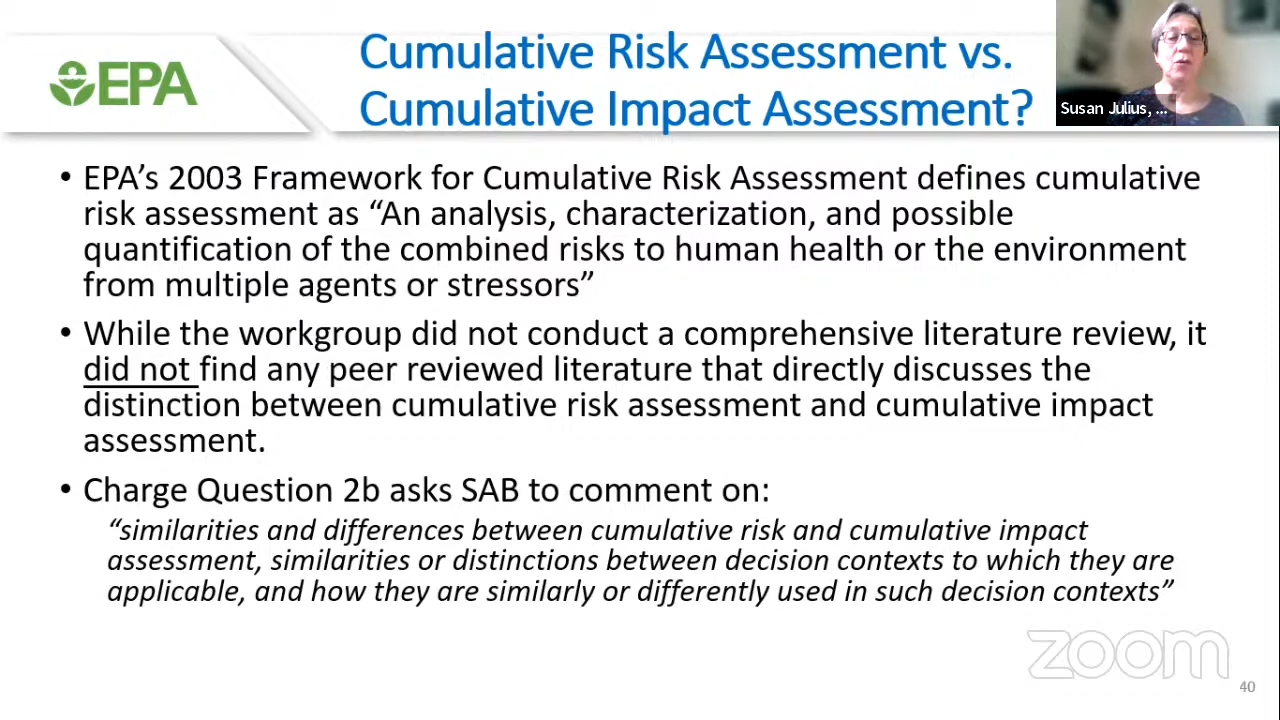 EPA
Cumulative Risk Assessment vs.
Cumulative Impact Assessment?
Susan Julius, ...
• EPA’s 2003 Framework for Cumulative Risk Assessment defines cumulative
risk assessment as “An analysis, characterization, and possible
quantification of the combined risks to human health or the environment
from multiple agents or stressors”
• While the workgroup did not conduct a comprehensive literature review, it
did not find any peer reviewed literature that directly discusses the
distinction between cumulative risk assessment and cumulative impact
assessment.
• Charge Question 2b asks SAB to comment on:
“similarities and differences between cumulative risk and cumulative impact
assessment, similarities or distinctions between decision contexts to which they are
applicable, and how they are similarly or differently used in such decision contexts”
zoom
40